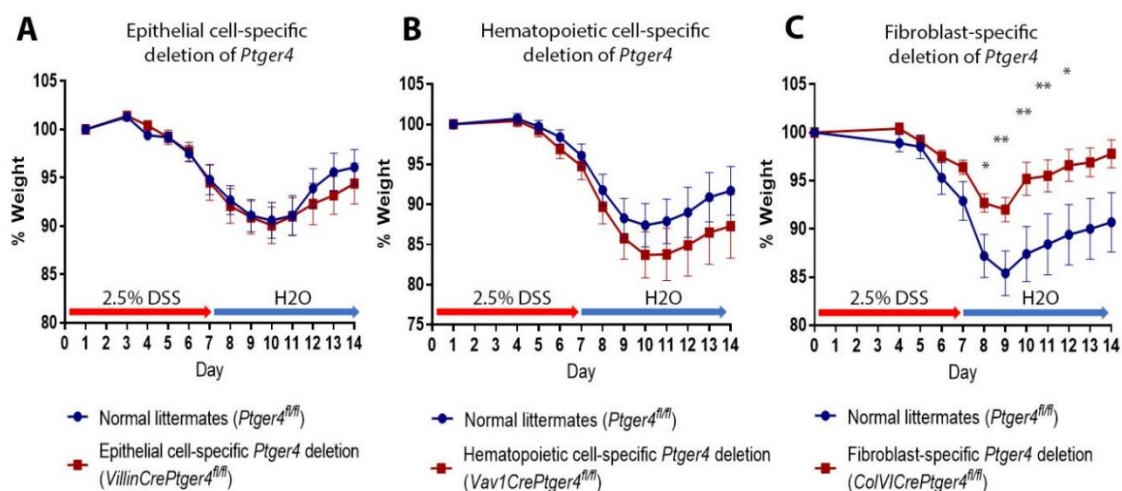 A
Epithelial cell-specific
deletion of Ptger4
105
100
95
90
85
80
% Weight
2.5% DSS
H2O
0 1 2 3 4 5 6 7 8 9 10 11 12 13 14
Day
Normal littermates (Ptger4fl/fl)
Epithelial cell-specific Ptger4 deletion
(VillinCrePtger4fl/fl)
B
Hematopoietic cell-specific
deletion of Ptger4
105
100
95
90
85
80
75
% Weight
2.5% DSS
H2O
0 1 2 3 4 5 6 7 8 9 10 11 12 13 14
Day
Normal littermates (Ptger4fl/fl)
Hematopoietic cell-specific Ptger4 deletion
(Vav1CrePtger4fl/fl)
C
Fibroblast-specific
deletion of Ptger4
105
100
95
90
85
80
% Weight
* ** ** ** *
2.5% DSS
H2O
0 1 2 3 4 5 6 7 8 9 10 11 12 13 14
Day
Normal littermates (Ptger4fl/fl)
Fibroblast-specific Ptger4 deletion
(ColVICrePtger4fl/fl)